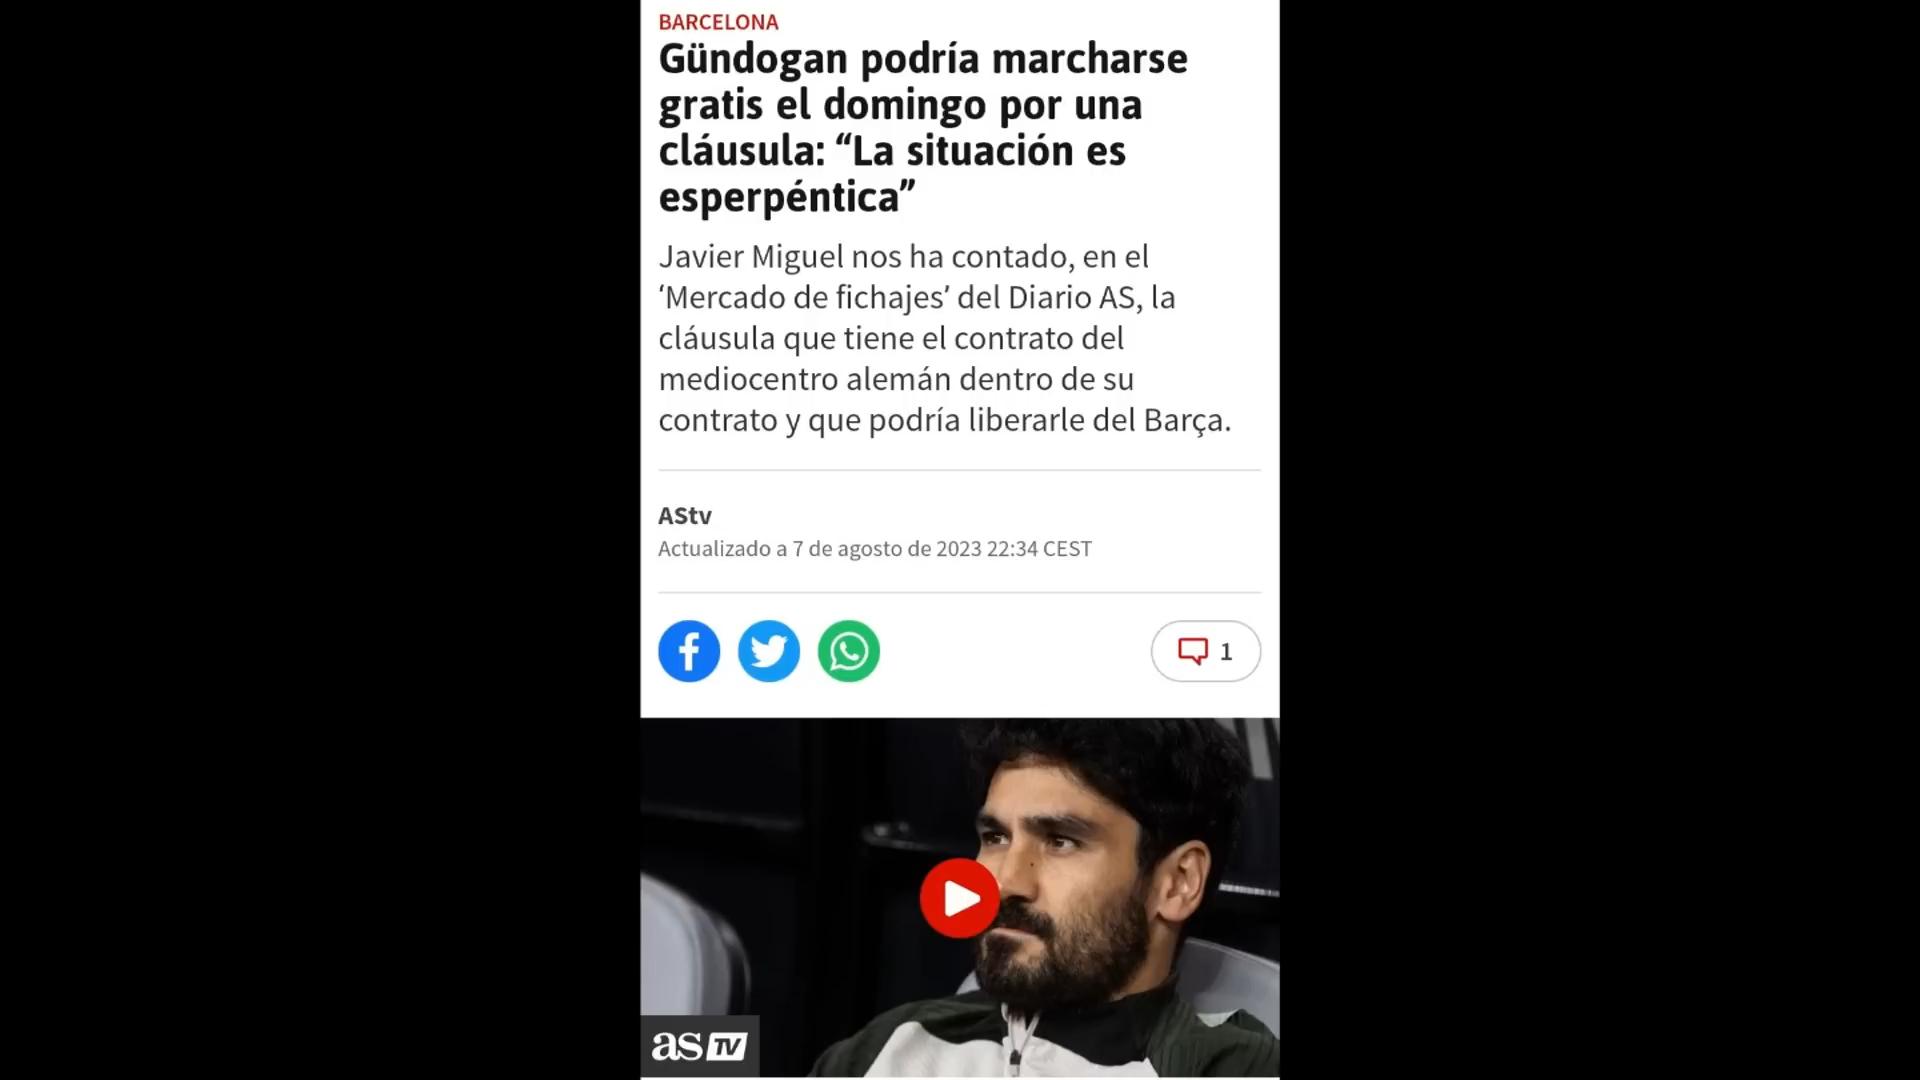 BARCELONA
Gündogan podría marcharse
gratis el domingo por una
cláusula: “La situación es
esperpéntica”
Javier Miguel nos ha contado, en el
‘Mercado de fichajes’ del Diario AS, la
cláusula que tiene el contrato del
mediocentro alemán dentro de su
contrato y que podría liberarle del Barça.
AStv
Actualizado a 7 de agosto de 2023 22:34 CEST
1
as TV